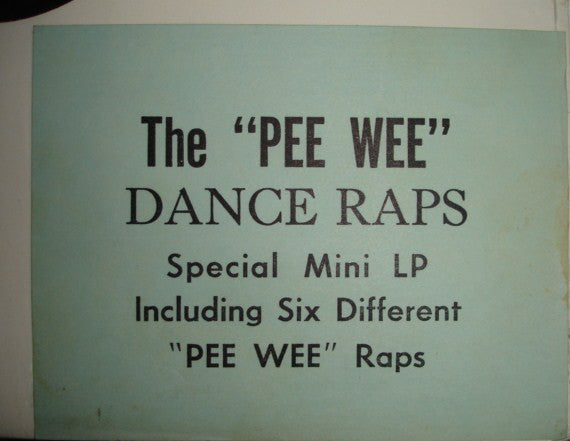 The "PEE WEE"
DANCE RAPS
Special Mini LP
Including Six Different
"PEE WEE" Raps